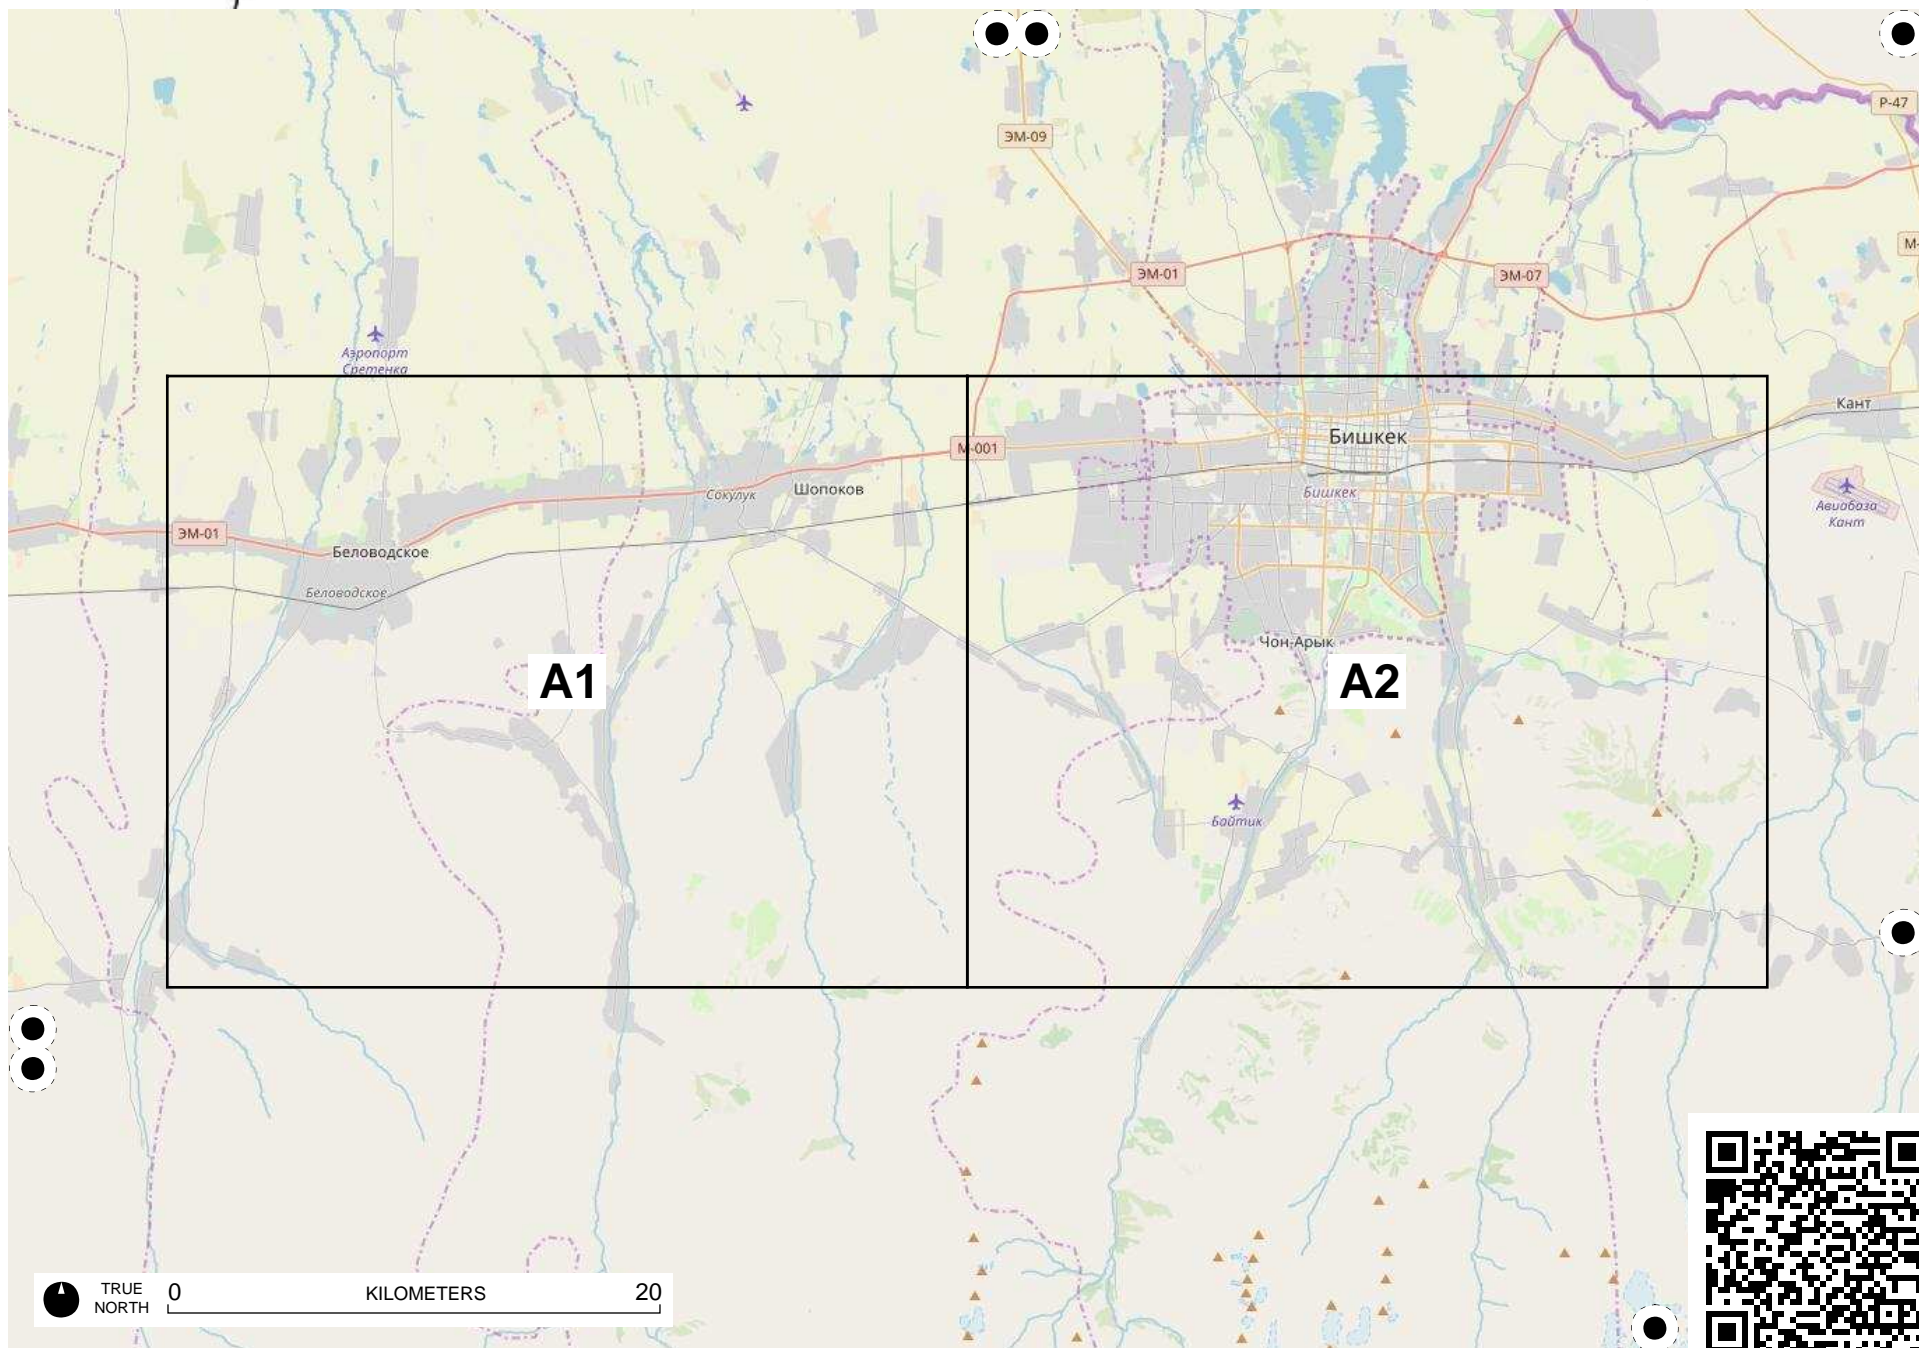 P-47
ЭМ-09
М-
ЭМ-01
ЭМ-07
Аэропорт
Сретенка
Кант
Бишкек
М-001
Сокулук
Шопоков
Бишкек
Авиабаза
Кант
ЭМ-01
Беловодское
Беловодское
Чон-Арык
A1
A2
Байтик
TRUE
NORTH
0
KILOMETERS
20